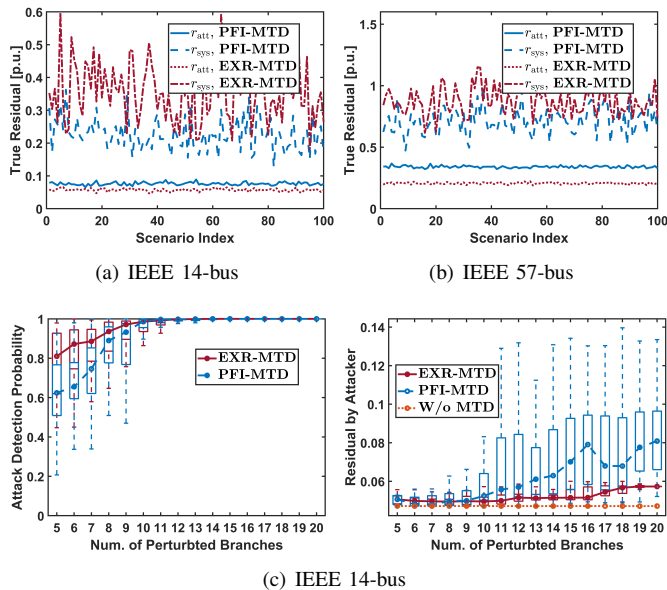 0.6
0.5
0.4
0.3
0.2
0.1
0
True Residual [p.u.]
r_att, PFI-MTD
r_sys, PFI-MTD
r_att, EXR-MTD
r_sys, EXR-MTD
0 20 40 60 80 100
Scenario Index
(a) IEEE 14-bus
1.5
1
0.5
0
True Residual [p.u.]
r_att, PFI-MTD
r_sys, PFI-MTD
r_att, EXR-MTD
r_sys, EXR-MTD
0 20 40 60 80 100
Scenario Index
(b) IEEE 57-bus
1
0.8
0.6
0.4
0.2
0
Attack Detection Probability
EXR-MTD
PFI-MTD
5 6 7 8 9 10 11 12 13 14 15 16 17 18 19 20
Num. of Perturbted Branches
0.14
0.12
0.1
0.08
0.06
Residual by Attacker
EXR-MTD
PFI-MTD
W/o MTD
5 6 7 8 9 10 11 12 13 14 15 16 17 18 19 20
Num. of Perturbted Branches
(c) IEEE 14-bus